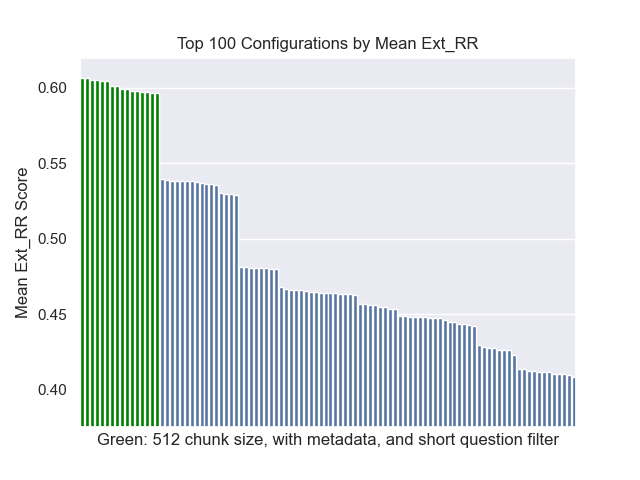 Top 100 Configurations by Mean Ext_RR
0.60
0.55
0.50
0.45
0.40
Mean Ext_RR Score
Green: 512 chunk size, with metadata, and short question filter